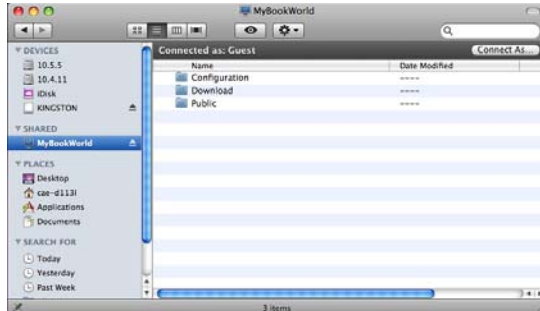 MyBookWorld
DEVICES
10.5.5
10.4.11
iDisk
KINGSTON
SHARED
MyBookWorld
PLACES
Desktop
cae-d113l
Applications
Documents
SEARCH FOR
Today
Yesterday
Past Week
Connected as: Guest
Connect As...
Name
Date Modified
Configuration
----
Download
----
Public
----
3 items